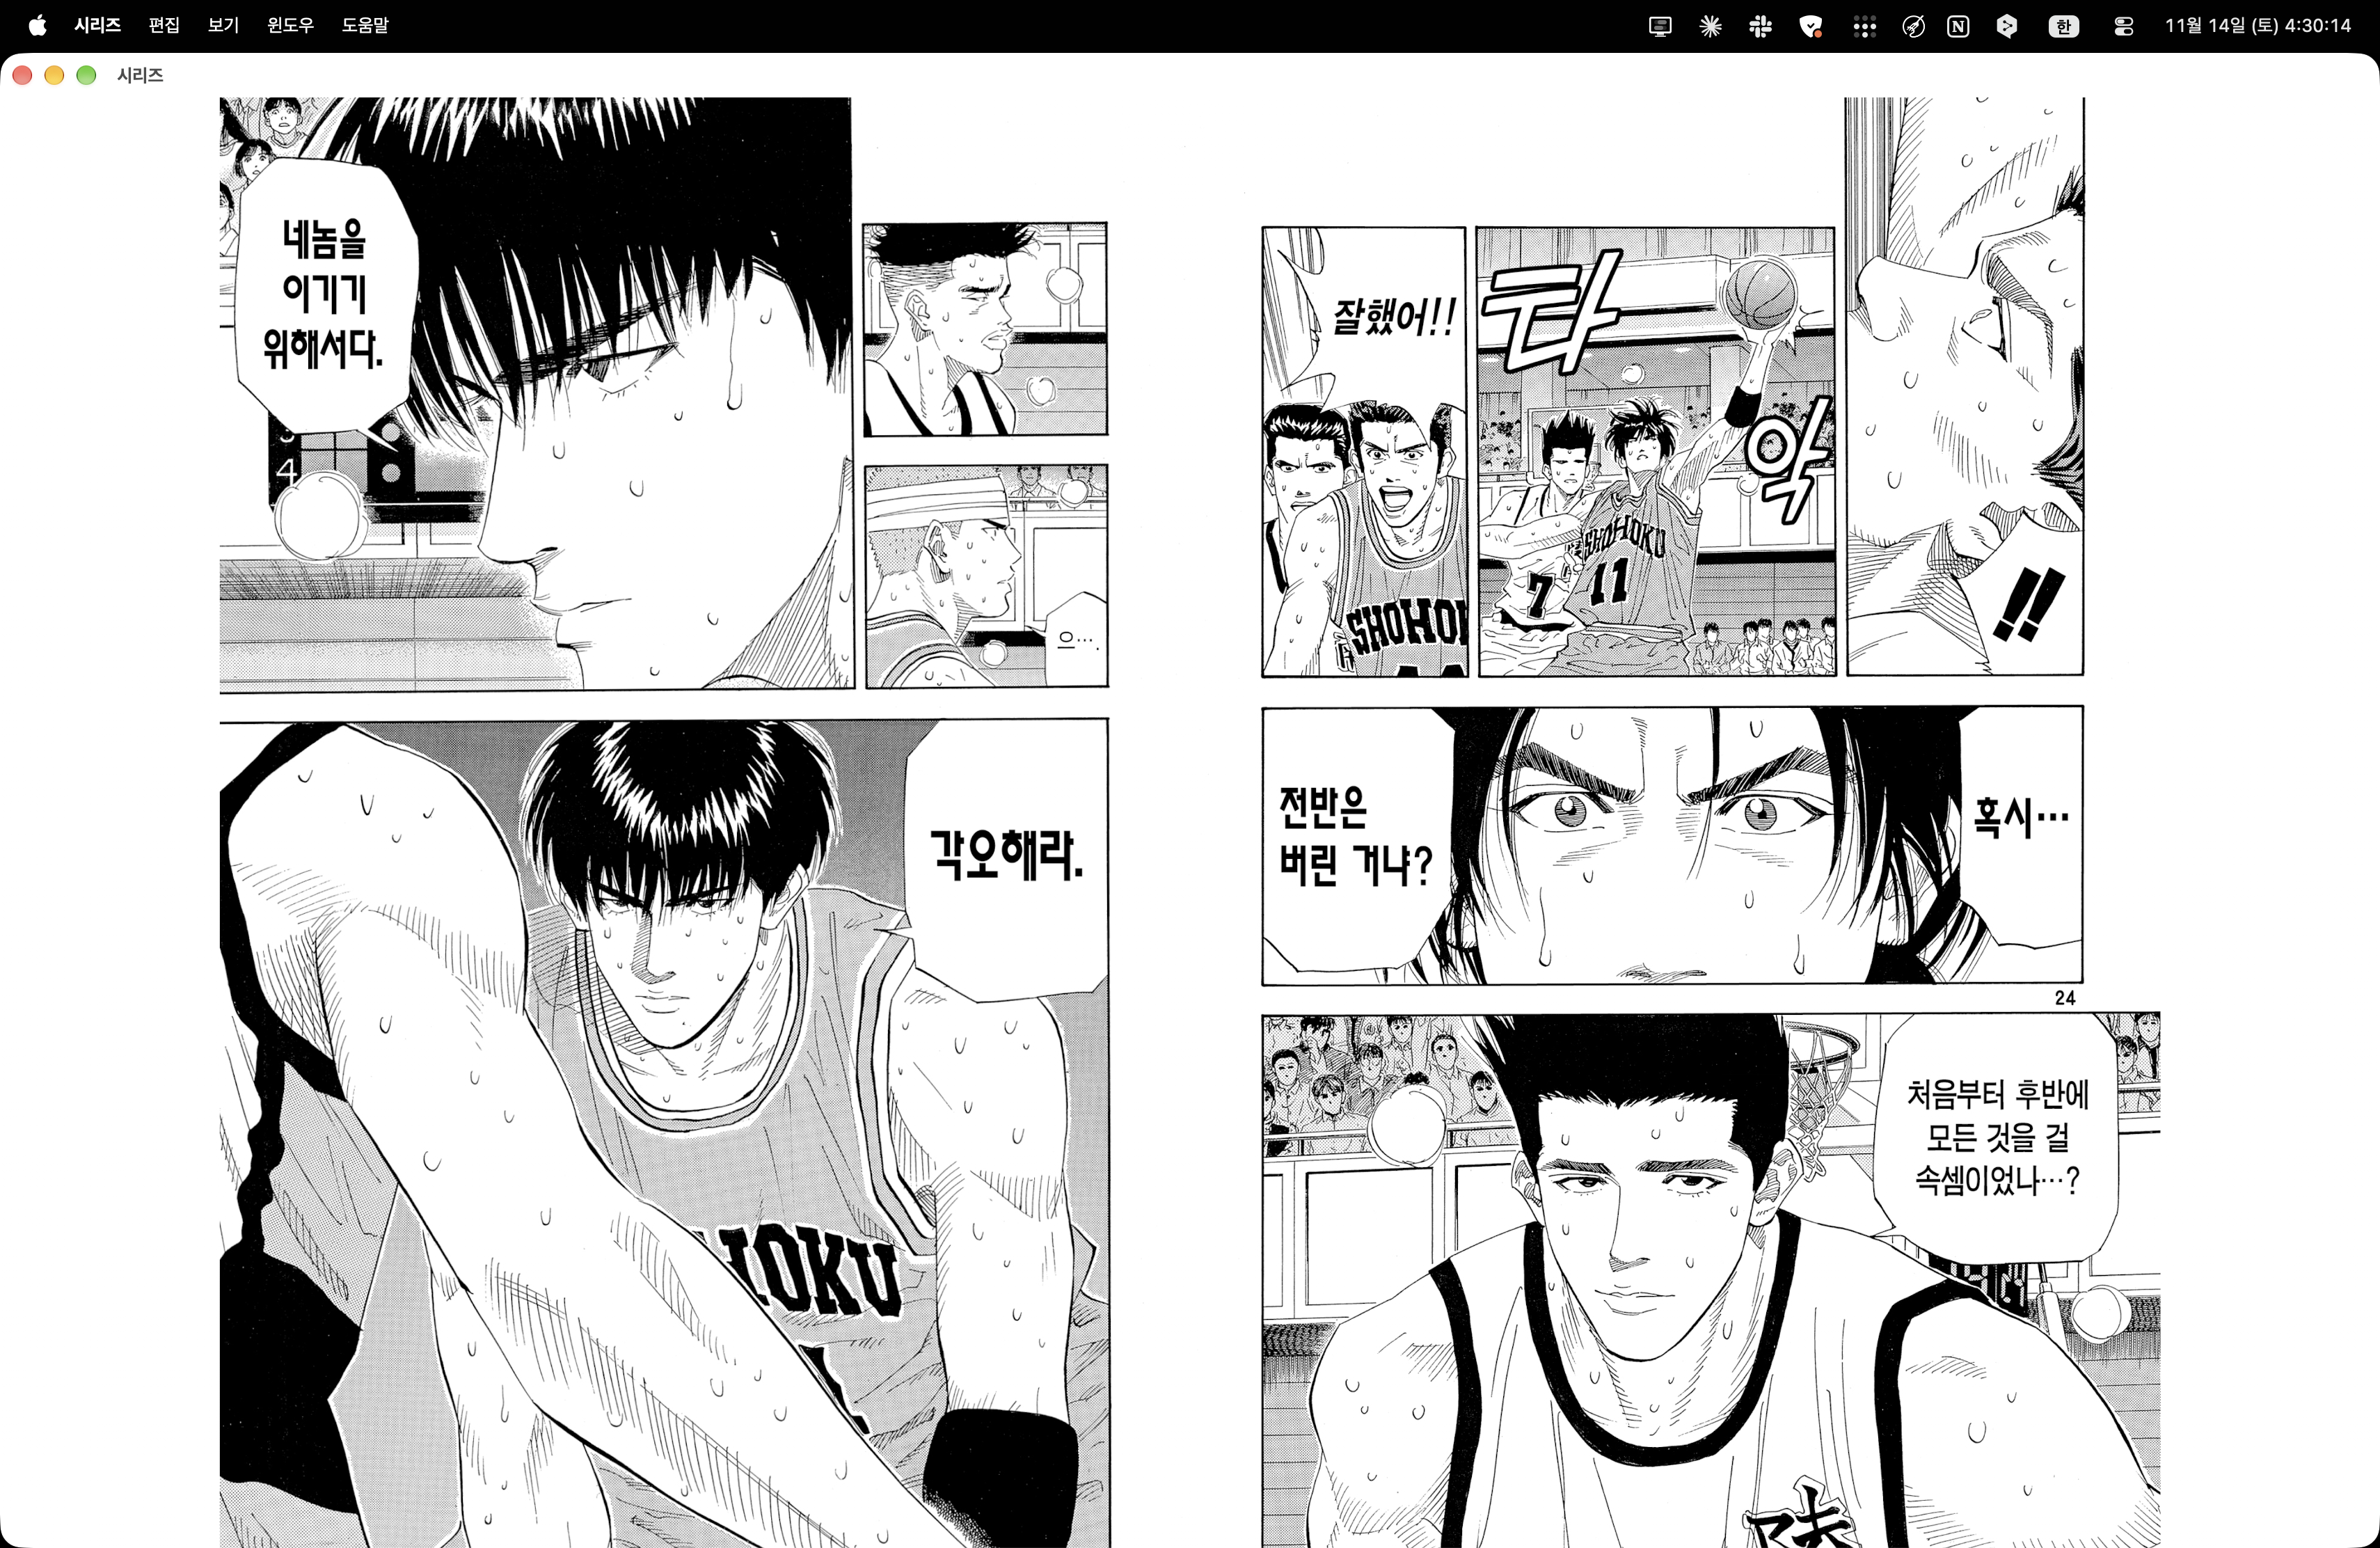 시리즈 편집 보기 윈도우 도움말
한
11월 14일 (토) 4:30:14
시리즈
!!
타
악
SHOHOKU
11
7
잘했어!!
SHOHO
혹시…
전반은
버린 거냐?
24
처음부터 후반에
모든 것을 걸
속셈이었나…?
네놈을
이기기
위해서다.
4
으….
각오해라.
HOKU